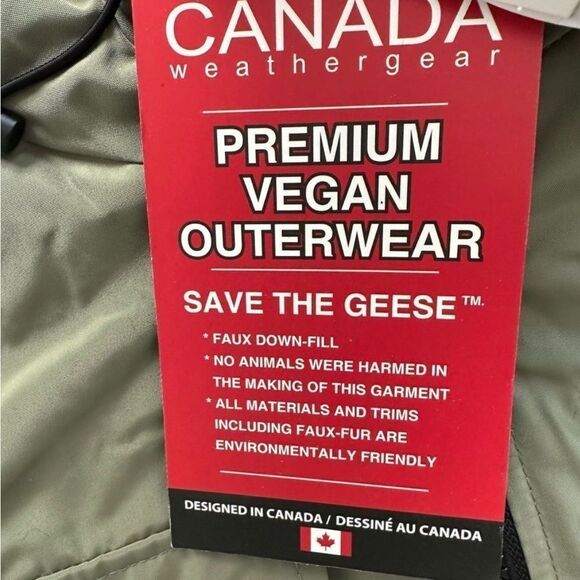 CANADA
weathergear
PREMIUM
VEGAN
OUTERWEAR
SAVE THE GEESE™.
* FAUX DOWN-FILL
* NO ANIMALS WERE HARMED IN
THE MAKING OF THIS GARMENT
* ALL MATERIALS AND TRIMS
INCLUDING FAUX-FUR ARE
ENVIRONMENTALLY FRIENDLY
DESIGNED IN CANADA / DESSINÉ AU CANADA